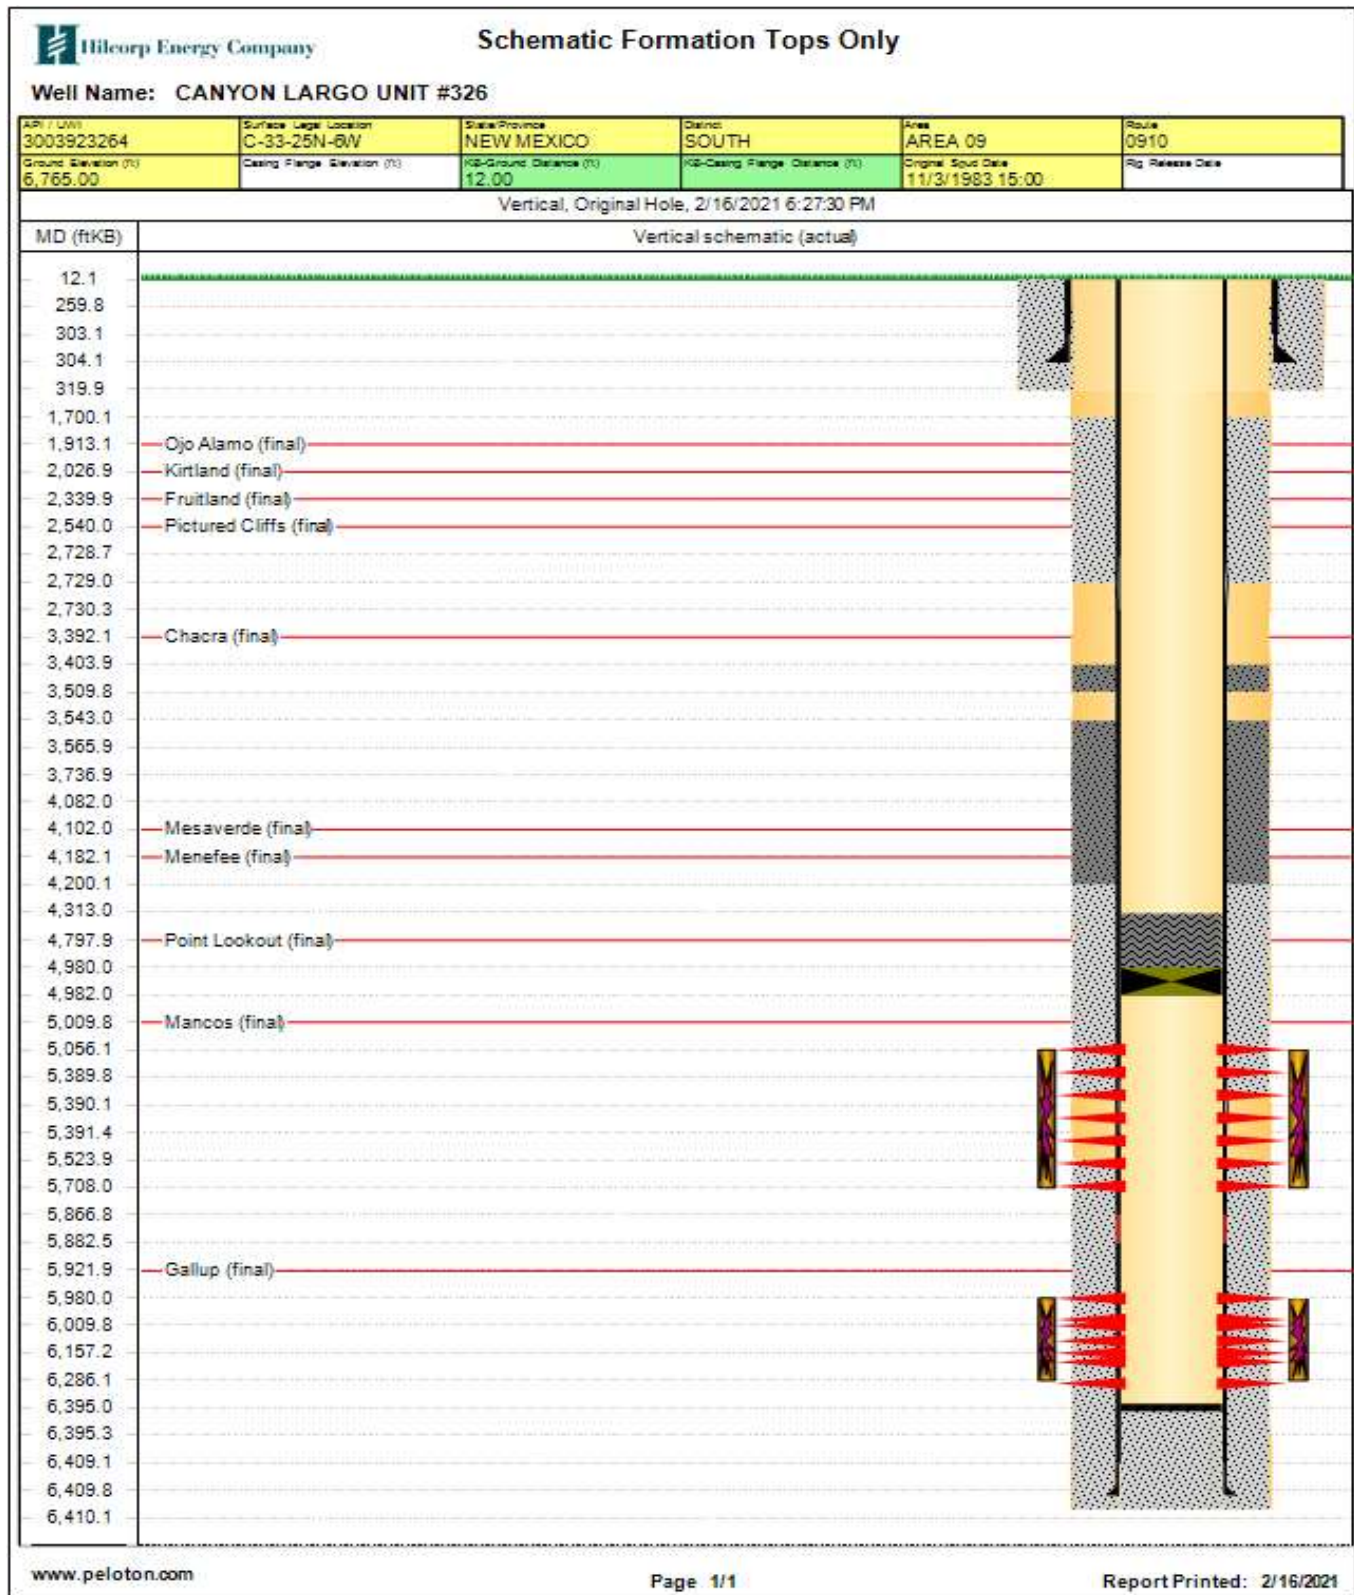 Hilcorp Energy Company
Schematic Formation Tops Only
Well Name: CANYON LARGO UNIT #326
API / UWI Surface Legal Location State/Province District Area Route
3003923264 C-33-25N-6W NEW MEXICO SOUTH AREA 09 0910
Ground Elevation (ft) Casing Flange Elevation (ft) KB-Ground Distance (ft) KB-Casing Flange Distance (ft) Original Spud Date Rig Release Date
6,765.00 12.00 11/3/1983 15:00
Vertical, Original Hole, 2/16/2021 6:27:30 PM
MD (ftKB) Vertical schematic (actual)
12.1
259.8
303.1
304.1
319.9
1,700.1
1,913.1 Ojo Alamo (final)
2,026.9 Kirtland (final)
2,339.9 Fruitland (final)
2,540.0 Pictured Cliffs (final)
2,728.7
2,729.0
2,730.3
3,392.1 Chacra (final)
3,403.9
3,509.8
3,543.0
3,565.9
3,736.9
4,082.0
4,102.0 Mesaverde (final)
4,182.1 Menefee (final)
4,200.1
4,313.0
4,797.9 Point Lookout (final)
4,980.0
4,982.0
5,009.8 Mancos (final)
5,056.1
5,389.8
5,390.1
5,391.4
5,523.9
5,708.0
5,866.8
5,882.5
5,921.9 Gallup (final)
5,980.0
6,009.8
6,157.2
6,286.1
6,395.0
6,395.3
6,409.1
6,409.8
6,410.1
www.peloton.com Page 1/1 Report Printed: 2/16/2021